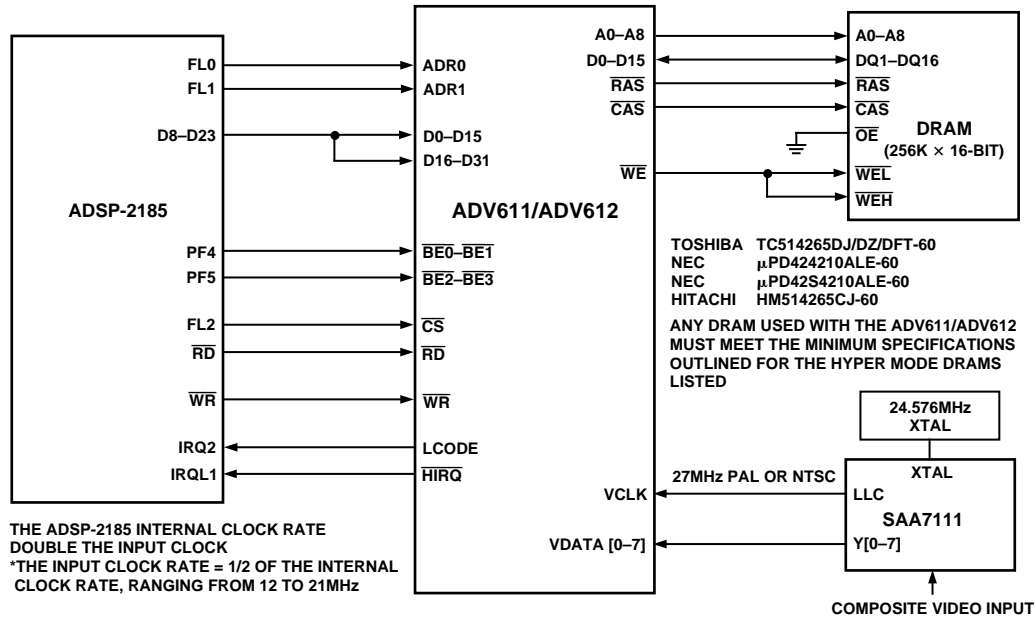 ADSP-2185
FL0
FL1
D8–D23
PF4
PF5
FL2
RD
WR
IRQ2
IRQL1
THE ADSP-2185 INTERNAL CLOCK RATE
DOUBLE THE INPUT CLOCK
*THE INPUT CLOCK RATE = 1/2 OF THE INTERNAL
CLOCK RATE, RANGING FROM 12 TO 21MHz
ADV611/ADV612
ADR0
ADR1
D0–D15
D16–D31
BE0–BE1
BE2–BE3
CS
RD
WR
LCODE
HIRQ
A0–A8
D0–D15
RAS
CAS
WE
VCLK
VDATA [0–7]
A0–A8
DQ1–DQ16
RAS
CAS
OE
DRAM
(256K × 16-BIT)
WEL
WEH
TOSHIBA TC514265DJ/DZ/DFT-60
NEC μPD424210ALE-60
NEC μPD42S4210ALE-60
HITACHI HM514265CJ-60
ANY DRAM USED WITH THE ADV611/ADV612
MUST MEET THE MINIMUM SPECIFICATIONS
OUTLINED FOR THE HYPER MODE DRAMS
LISTED
24.576MHz
XTAL
27MHz PAL OR NTSC
XTAL
LLC
SAA7111
Y[0–7]
COMPOSITE VIDEO INPUT